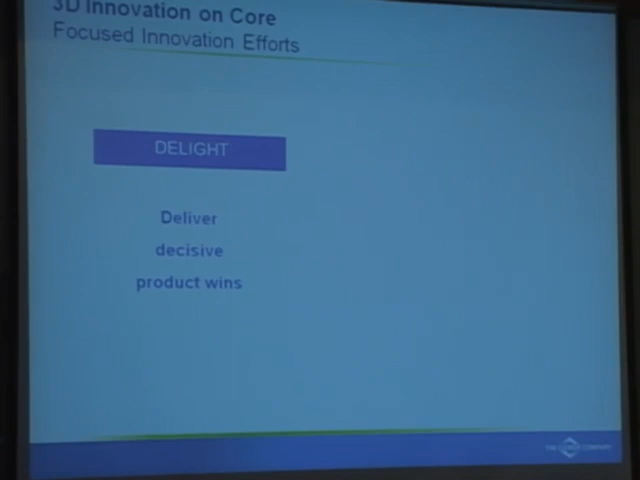 3D Innovation on Core
Focused Innovation Efforts
DELIGHT
Deliver
decisive
product wins